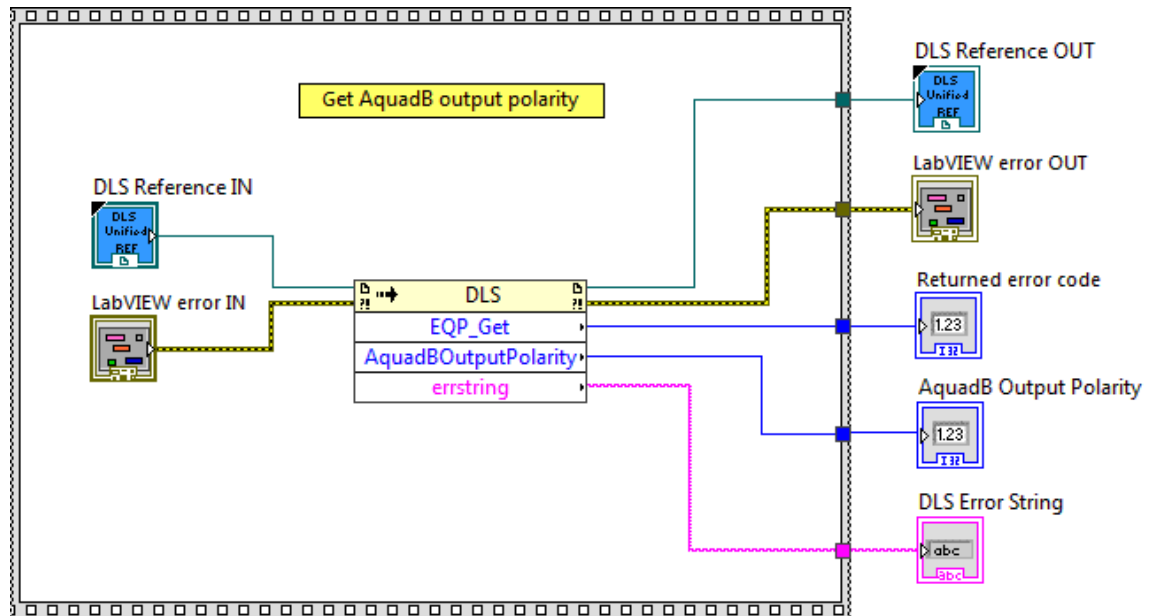 DLS Reference OUT
DLS
Unified
REF
Get AquadB output polarity
LabVIEW error OUT
DLS Reference IN
DLS
Unified
REF
LabVIEW error IN
?!
DLS
?!
Returned error code
1.23
I32
EQP_Get
AquadBOutputPolarity
errstring
AquadB Output Polarity
1.23
I32
DLS Error String
abc
abc